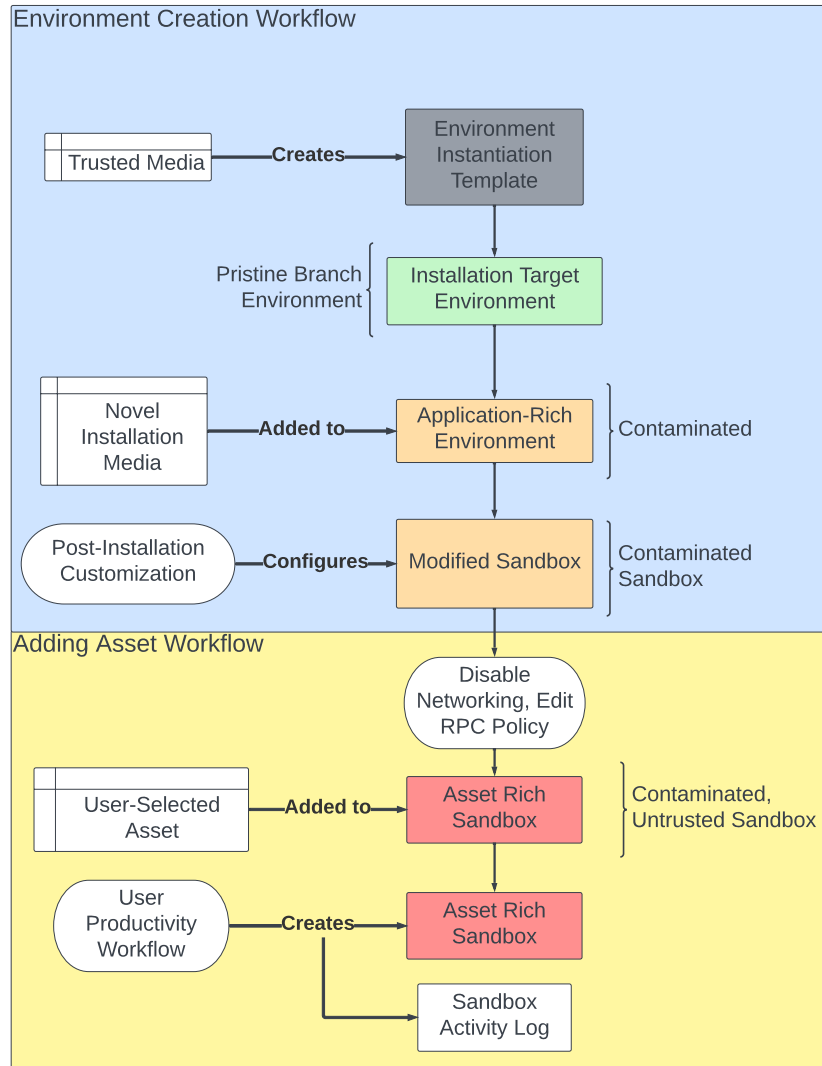 Environment Creation Workflow
Trusted Media
Creates
Environment
Instantiation
Template
Pristine Branch
Environment
Installation Target
Environment
Novel
Installation
Media
Added to
Application-Rich
Environment
Contaminated
Post-Installation
Customization
Configures
Modified Sandbox
Contaminated
Sandbox
Adding Asset Workflow
Disable
Networking, Edit
RPC Policy
User-Selected
Asset
Added to
Asset Rich
Sandbox
Contaminated,
Untrusted Sandbox
User
Productivity
Workflow
Creates
Asset Rich
Sandbox
Sandbox
Activity Log